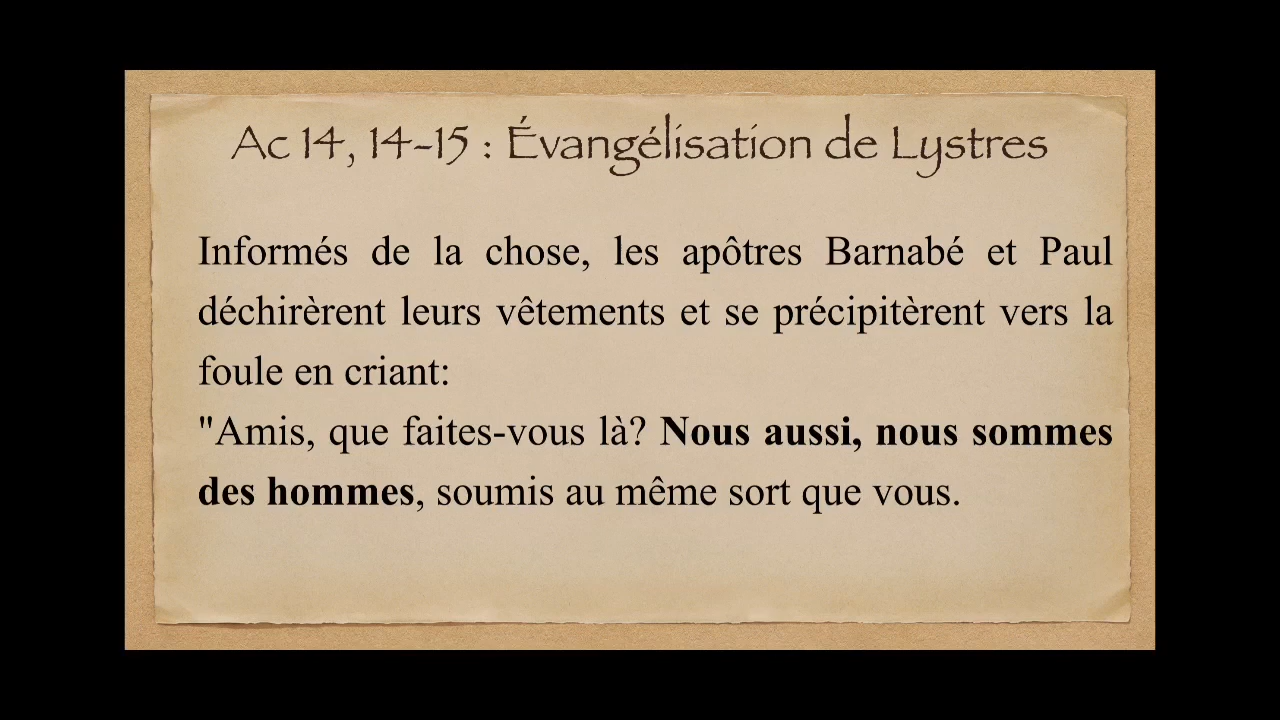 Ac 14, 14-15 : Évangélisation de Lystres
Informés de la chose, les apôtres Barnabé et Paul
déchirèrent leurs vêtements et se précipitèrent vers la
foule en criant:
"Amis, que faites-vous là? Nous aussi, nous sommes
des hommes, soumis au même sort que vous.